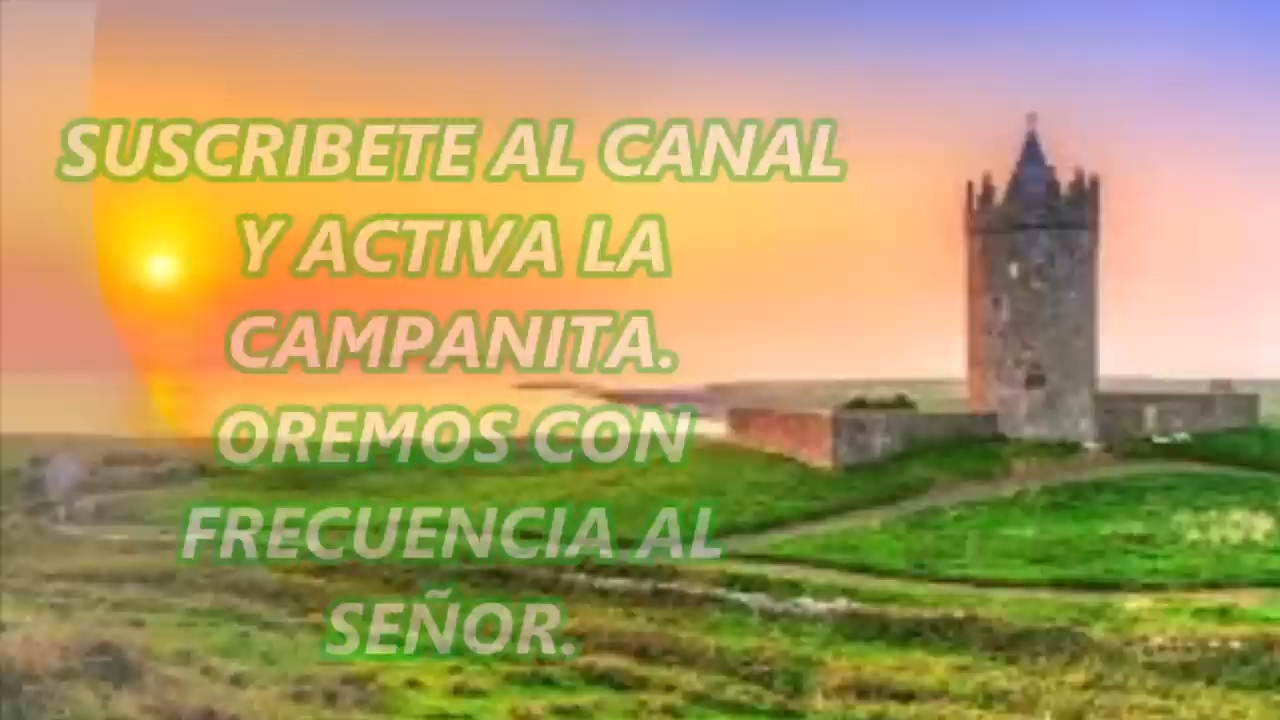 SUSCRIBETE AL CANAL
Y ACTIVA LA
CAMPANITA.
OREMOS CON
FRECUENCIA AL
SEÑOR.